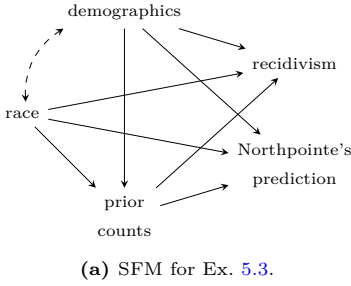 demographics
recidivism
race
Northpointe's
prediction
prior
counts
(a) SFM for Ex. 5.3.